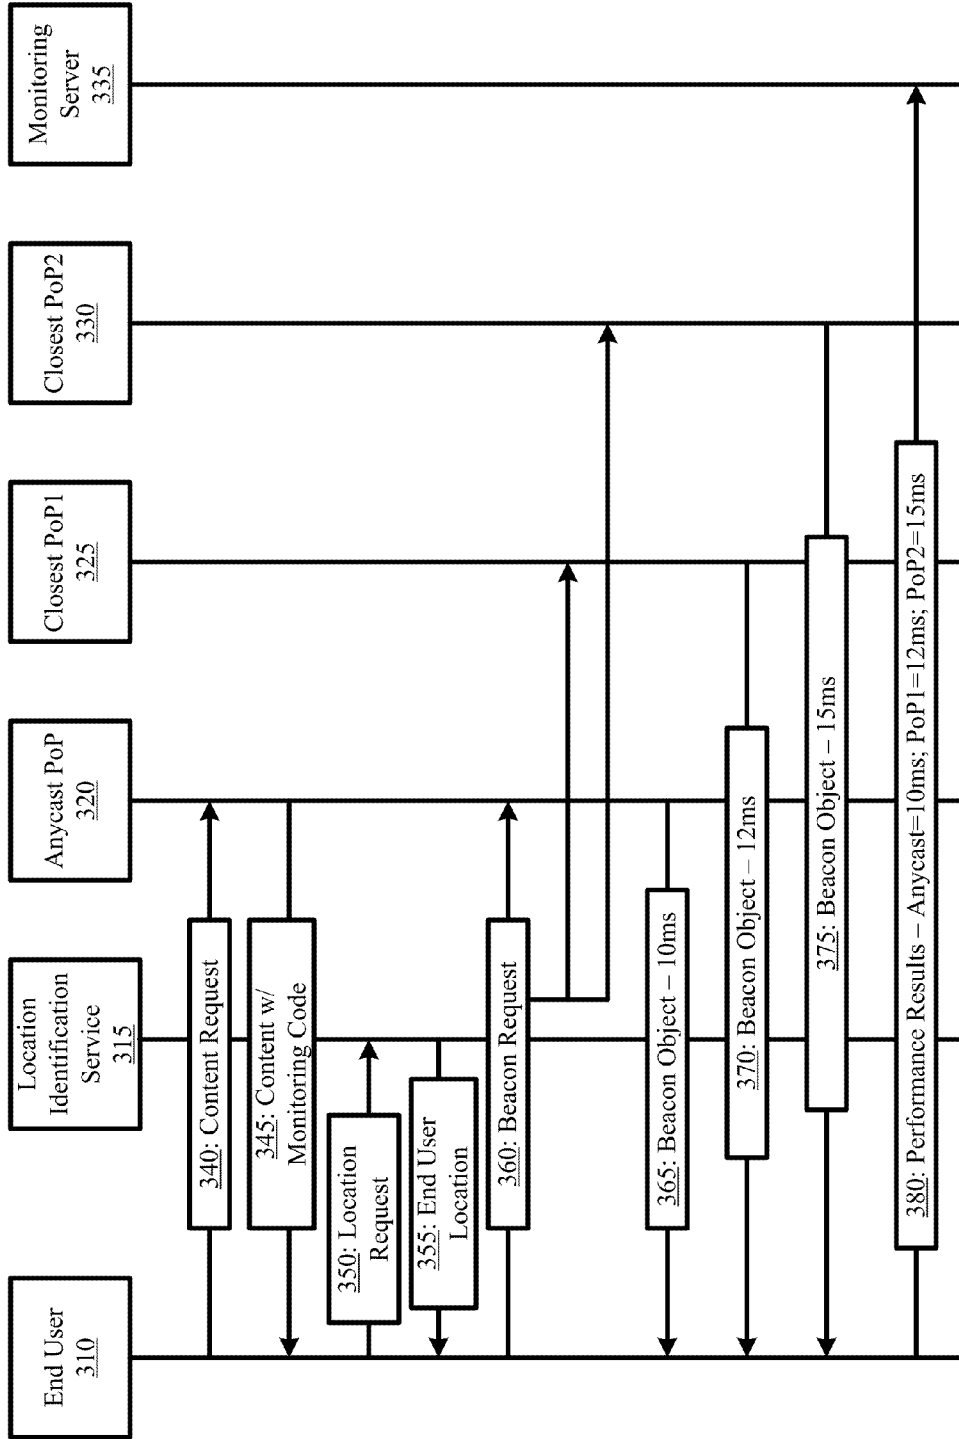 End User
310
Location
Identification
Service
315
Anycast PoP
320
Closest PoP1
325
Closest PoP2
330
Monitoring
Server
335
340: Content Request
345: Content w/
Monitoring Code
350: Location
Request
355: End User
Location
360: Beacon Request
365: Beacon Object – 10ms
370: Beacon Object – 12ms
375: Beacon Object – 15ms
380: Performance Results – Anycast=10ms; PoP1=12ms; PoP2=15ms